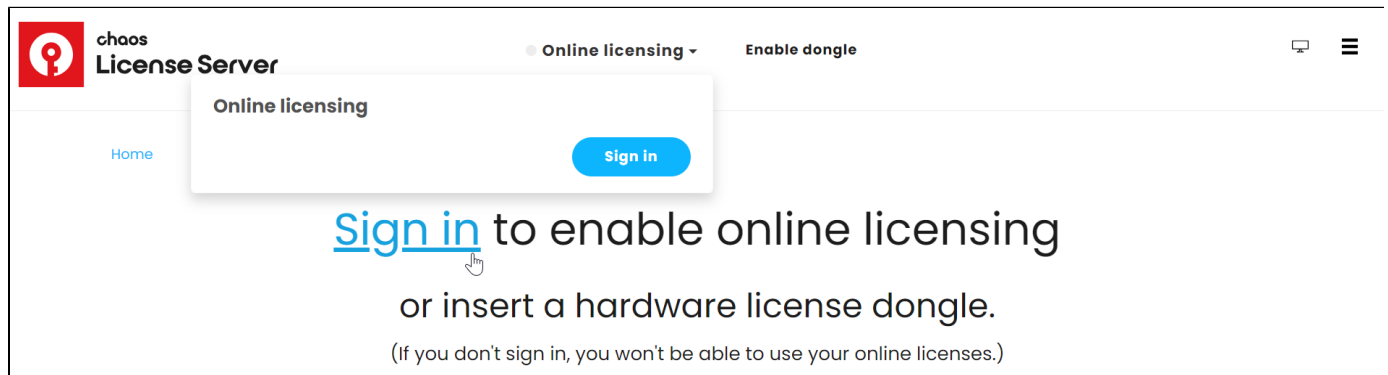 chaos
License Server
Online licensing
Enable dongle
Online licensing
Sign in
Home
Sign in to enable online licensing
or insert a hardware license dongle.
(If you don't sign in, you won't be able to use your online licenses.)